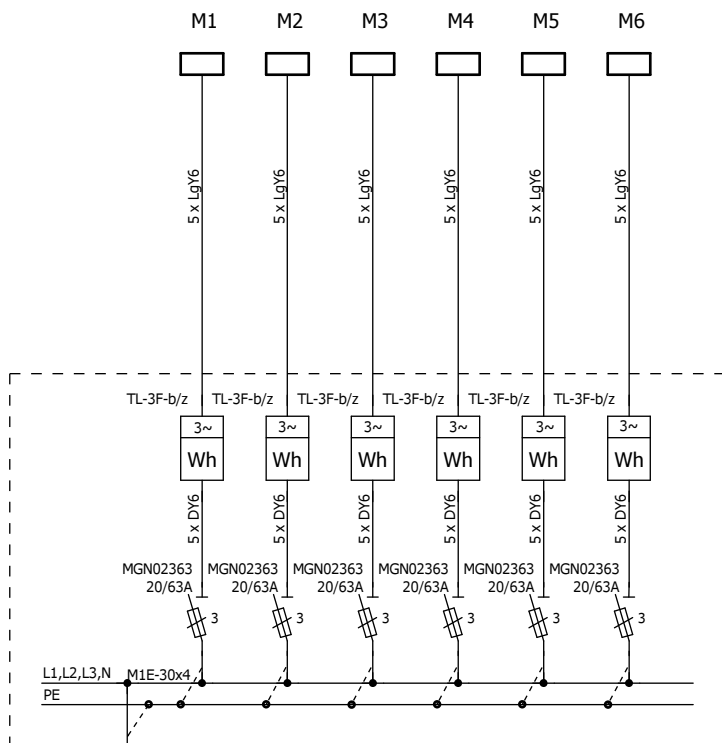 M1 M2 M3 M4 M5 M6
5 x LgY6 5 x LgY6 5 x LgY6 5 x LgY6 5 x LgY6 5 x LgY6
TL-3F-b/z TL-3F-b/z TL-3F-b/z TL-3F-b/z TL-3F-b/z TL-3F-b/z
3~ 3~ 3~ 3~ 3~ 3~
Wh Wh Wh Wh Wh Wh
5 x DY6 5 x DY6 5 x DY6 5 x DY6 5 x DY6 5 x DY6
MGN02363 MGN02363 MGN02363 MGN02363 MGN02363 MGN02363
20/63A 20/63A 20/63A 20/63A 20/63A 20/63A
3 3 3 3 3 3
L1,L2,L3,N M1E-30x4
PE